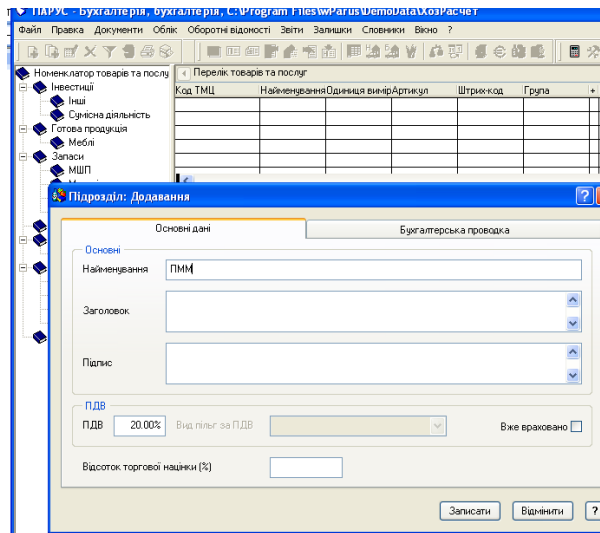 ПАРУС - Бухгалтерія, бухгалтерія, C:\Program Files\wParus\DemoData\ХозРасчет
Файл Правка Документи Облік Оборотні відомості Звіти Залишки Словники Вікно ?
Номенклатор товарів та послу
Перелік товарів та послуг
Інвестиції
Код ТМЦ Найменування Одиниця вимір Артикул Штрих-код Група +
Інші
Сумісна діяльність
Готова продукція
Меблі
Запаси
МШП
Підрозділ: Додавання ?
Основні дані Бухгалтерська проводка
Основні
Найменування ПММ
Заголовок
Підпис
ПДВ
ПДВ 20.00% Вид пільг за ПДВ Вже враховано
Відсоток торгової націнки (%)
Записати Відмінити ?